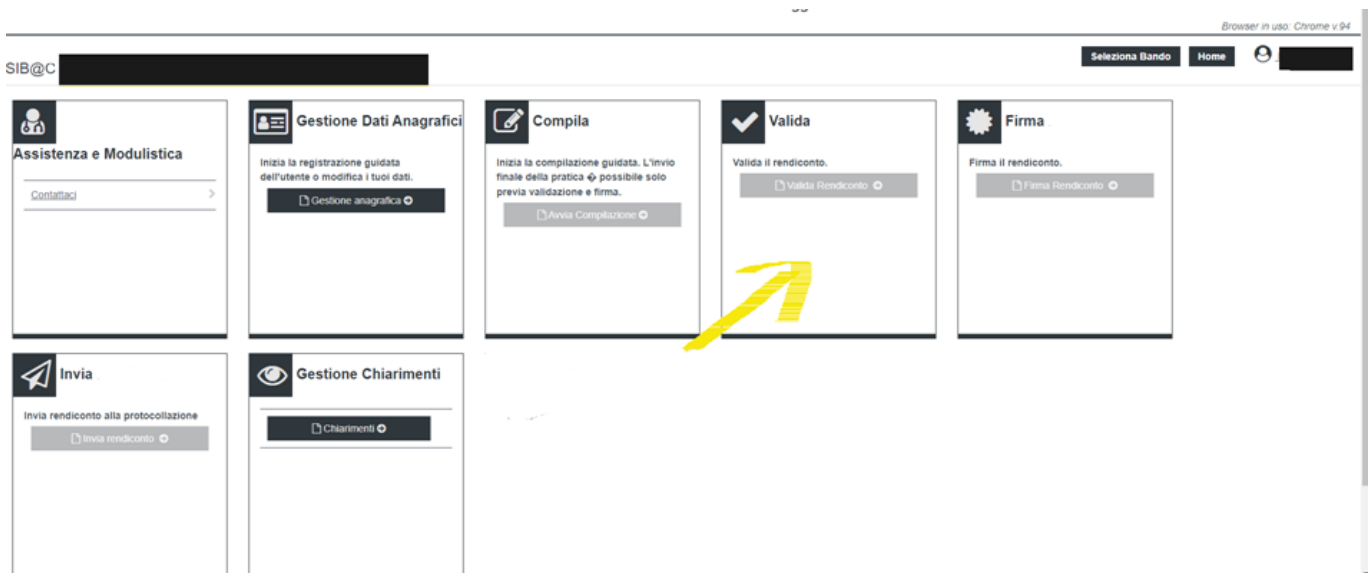 Browser in uso: Chrome v.94
SIB@C
Seleziona Bando
Home
Assistenza e Modulistica
Contattaci
Gestione Dati Anagrafici
Inizia la registrazione guidata
dell'utente o modifica i tuoi dati.
Gestione anagrafica
Compila
Inizia la compilazione guidata. L'invio
finale della pratica � possibile solo
previa validazione e firma.
Avvia Compilazione
Valida
Valida il rendiconto.
Valida Rendiconto
Firma
Firma il rendiconto.
Firma Rendiconto
Invia
Invia rendiconto alla protocollazione
Invia rendiconto
Gestione Chiarimenti
Chiarimenti